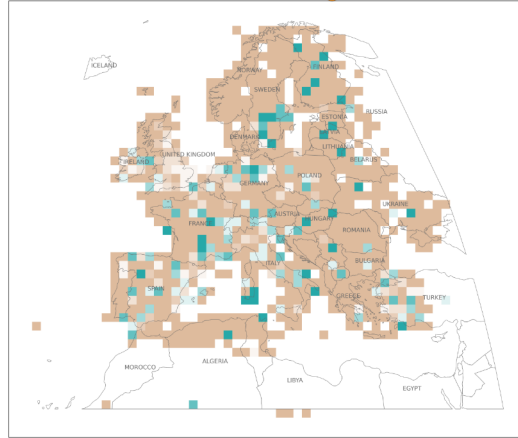 ICELAND
NORWAY
FINLAND
SWEDEN
RUSSIA
ESTONIA
DENMARK
LITHUANIA
UNITED KINGDOM
IRELAND
BELARUS
POLAND
GERMANY
UKRAINE
AUSTRIA
HUNGARY
FRANCE
ROMANIA
ITALY
BULGARIA
SPAIN
GREECE
TURKEY
MOROCCO
ALGERIA
LIBYA
EGYPT